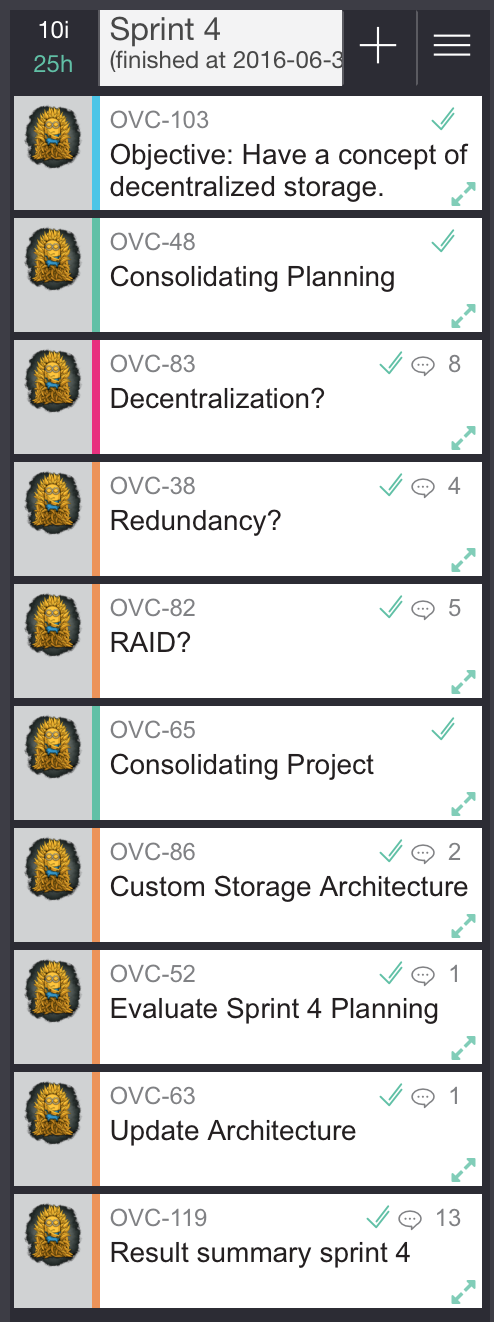 10i
25h
Sprint 4
(finished at 2016-06-3
OVC-103
Objective: Have a concept of
decentralized storage.
OVC-48
Consolidating Planning
OVC-83 8
Decentralization?
OVC-38 4
Redundancy?
OVC-82 5
RAID?
OVC-65
Consolidating Project
OVC-86 2
Custom Storage Architecture
OVC-52 1
Evaluate Sprint 4 Planning
OVC-63 1
Update Architecture
OVC-119 13
Result summary sprint 4